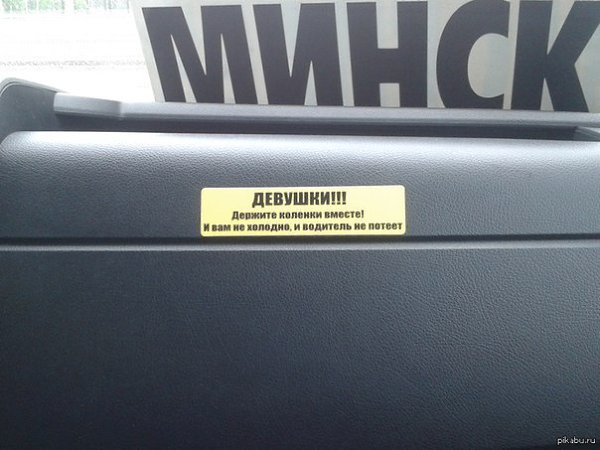 МИНСК
ДЕВУШКИ!!!
Держите коленки вместе!
И вам не холодно, и водитель не потеет
pikabu.ru